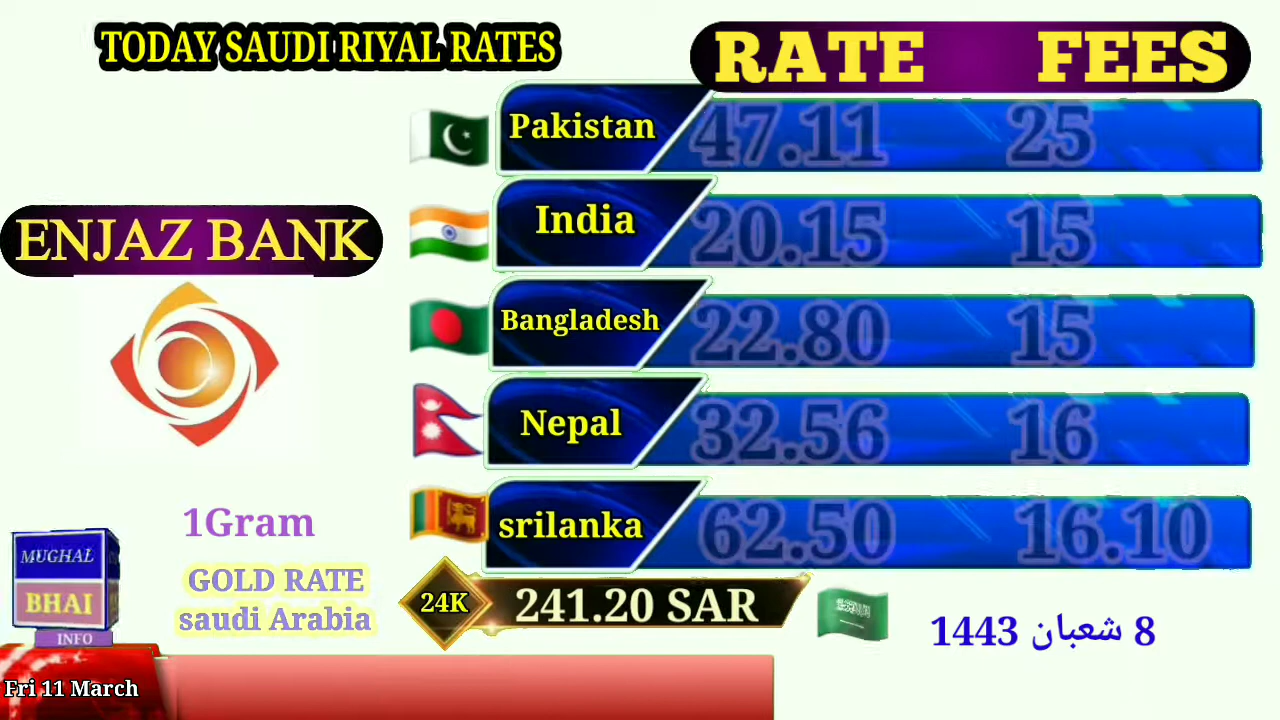 TODAY SAUDI RIYAL RATES
RATE FEES
Pakistan 47.11 25
India 20.15 15
ENJAZ BANK
Bangladesh 22.80 15
Nepal 32.56 16
srilanka 62.50 16.10
1Gram
GOLD RATE
saudi Arabia
24K 241.20 SAR
8 شعبان 1443
MUGHAL
BHAI
INFO
Fri 11 March